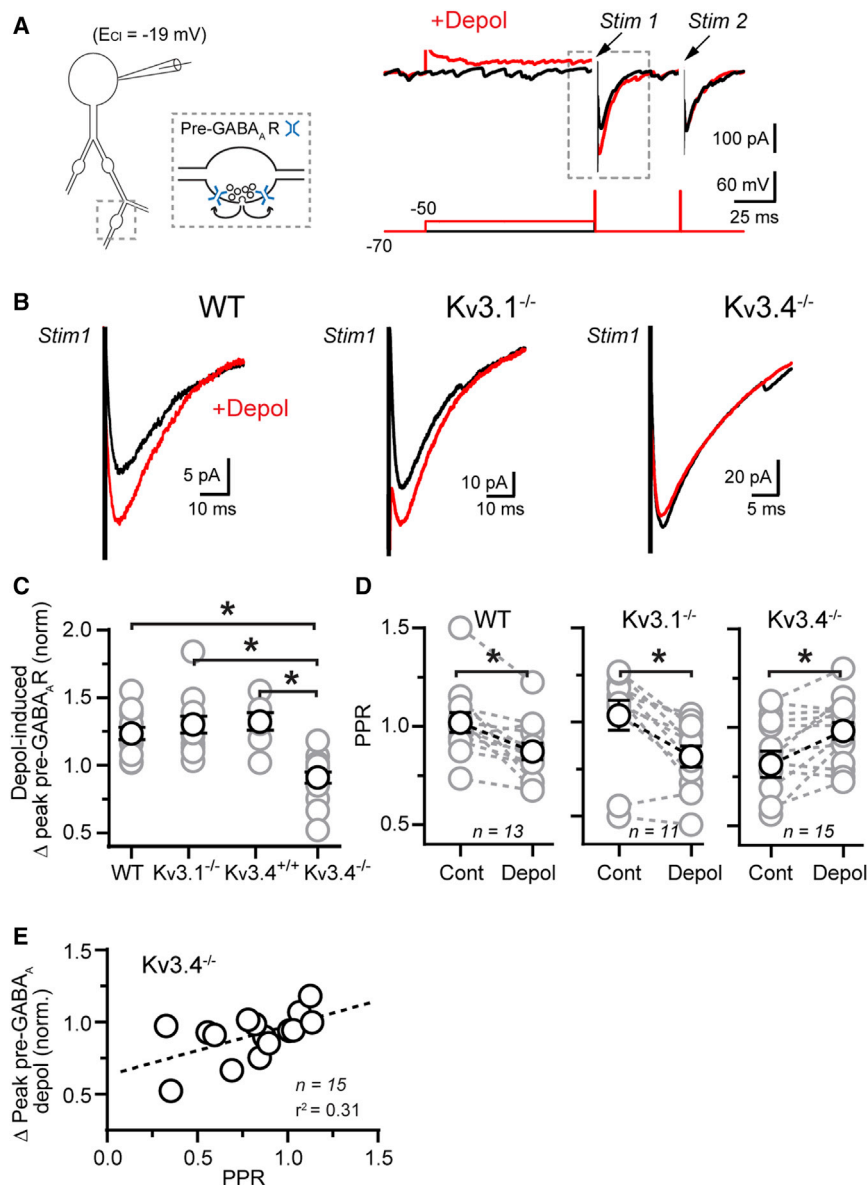 A
(ECl = -19 mV)
Pre-GABAAR
+Depol
Stim 1
Stim 2
100 pA
60 mV
25 ms
-50
-70
B
WT
Kv3.1-/-
Kv3.4-/-
Stim1
+Depol
5 pA
10 ms
Stim1
10 pA
10 ms
Stim1
20 pA
5 ms
C
Depol-induced
Δ peak pre-GABAAR (norm)
2.0
1.5
1.0
0.5
*
*
*
WT
Kv3.1-/-
Kv3.4+/+
Kv3.4-/-
D
WT
Kv3.1-/-
Kv3.4-/-
PPR
1.5
1.0
0.5
*
*
*
n = 13
n = 11
n = 15
Cont
Depol
Cont
Depol
Cont
Depol
E
Kv3.4-/-
Δ Peak pre-GABAA
depol (norm.)
1.5
1.0
0.5
n = 15
r2 = 0.31
0.0
0.5
1.0
1.5
PPR